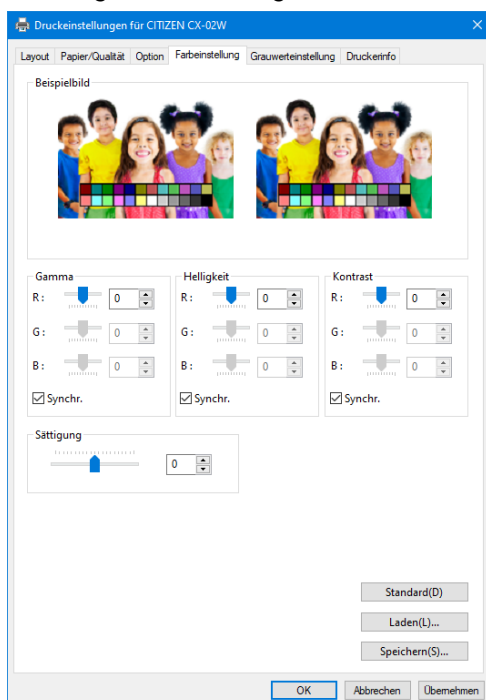 Druckeinstellungen für CITIZEN CX-02W
Layout Papier/Qualität Option Farbeinstellung Grauwerteinstellung Druckerinfo
Beispielbild
Gamma Helligkeit Kontrast
R: 0 R: 0 R: 0
G: 0 G: 0 G: 0
B: 0 B: 0 B: 0
Synchr. Synchr. Synchr.
Sättigung
0
Standard(D)
Laden(L)...
Speichern(S)...
OK Abbrechen Übernehmen